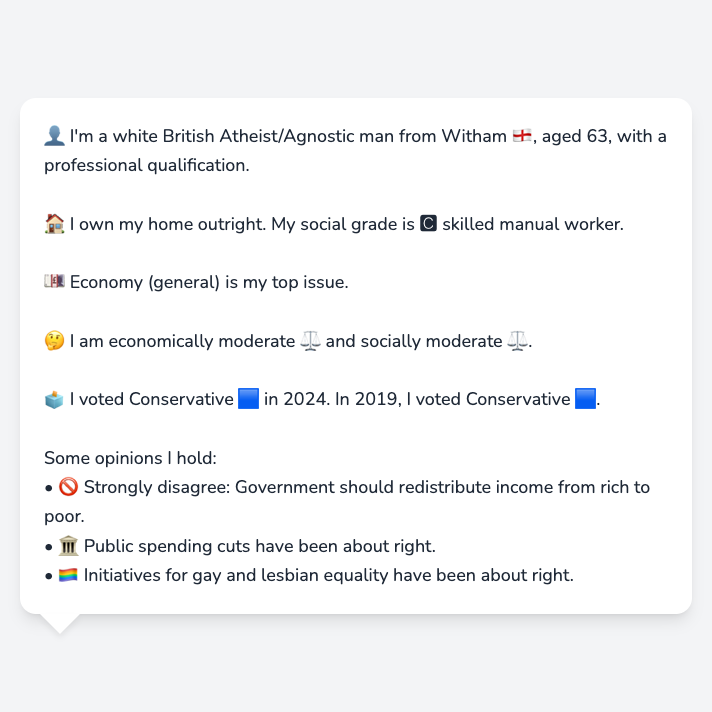 👤 I'm a white British Atheist/Agnostic man from Witham 🏴󠁧󠁢󠁥󠁮󠁧󠁿, aged 63, with a
professional qualification.
🏠 I own my home outright. My social grade is 🅲 skilled manual worker.
💷 Economy (general) is my top issue.
🤔 I am economically moderate ⚖️ and socially moderate ⚖️.
🗳️ I voted Conservative 🟦 in 2024. In 2019, I voted Conservative 🟦.
Some opinions I hold:
• 🚫 Strongly disagree: Government should redistribute income from rich to
poor.
• 🏛️ Public spending cuts have been about right.
• 🏳️‍🌈 Initiatives for gay and lesbian equality have been about right.